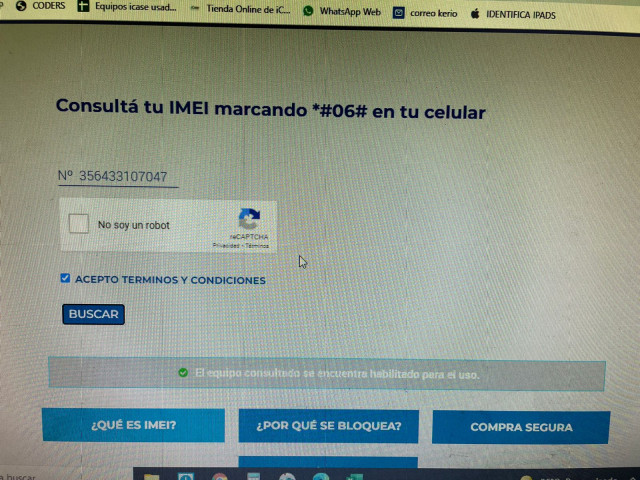 CODERS
Equipos icase usad...
Tienda Online de iC...
WhatsApp Web
correo kerio
IDENTIFICA IPADS
Consultá tu IMEI marcando *#06# en tu celular
Nº 356433107047
No soy un robot
reCAPTCHA
Privacidad - Términos
ACEPTO TERMINOS Y CONDICIONES
BUSCAR
El equipo consultado se encuentra habilitado para el uso.
¿QUÉ ES IMEI?
¿POR QUÉ SE BLOQUEA?
COMPRA SEGURA
buscar